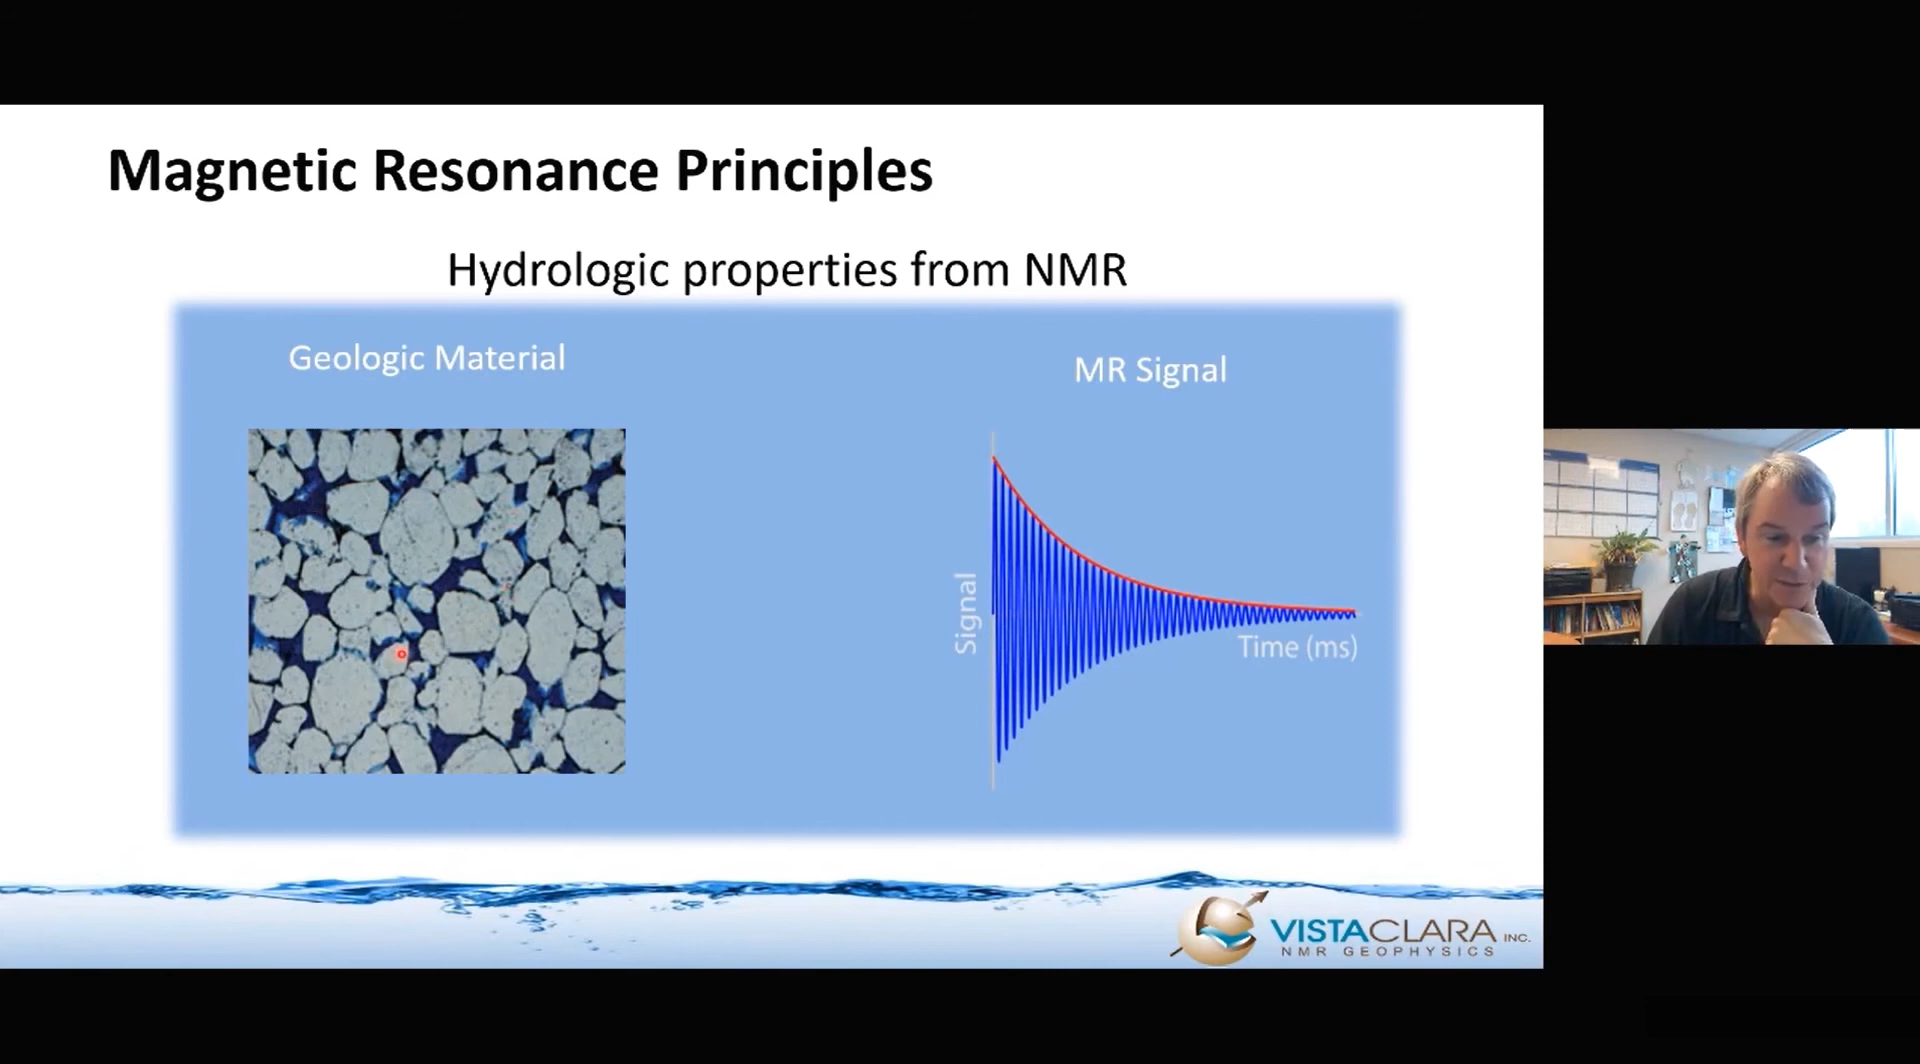 Magnetic Resonance Principles
Hydrologic properties from NMR
Geologic Material
MR Signal
Signal
Time (ms)
VISTACLARA INC.
NMR GEOPHYSICS